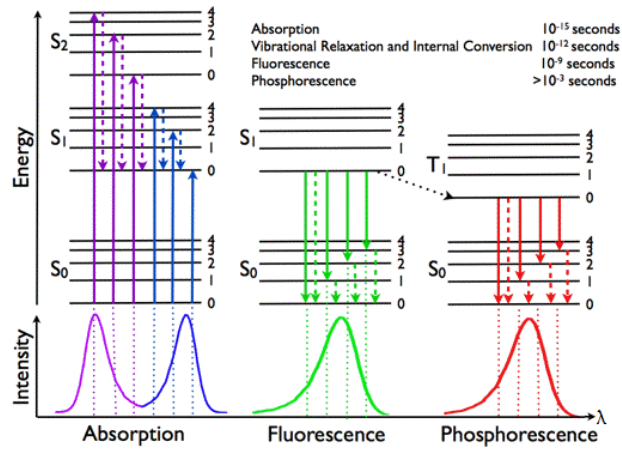 Absorption 10⁻¹⁵ seconds
Vibrational Relaxation and Internal Conversion 10⁻¹² seconds
Fluorescence 10⁻⁹ seconds
Phosphorescence >10⁻³ seconds
Energy
S₂
4
3
2
1
0
S₁
4
3
2
1
0
S₀
4
3
2
1
0
S₁
4
3
2
1
0
S₀
4
3
2
1
0
T₁
4
3
2
1
0
S₀
4
3
2
1
0
Intensity
λ
Absorption
Fluorescence
Phosphorescence